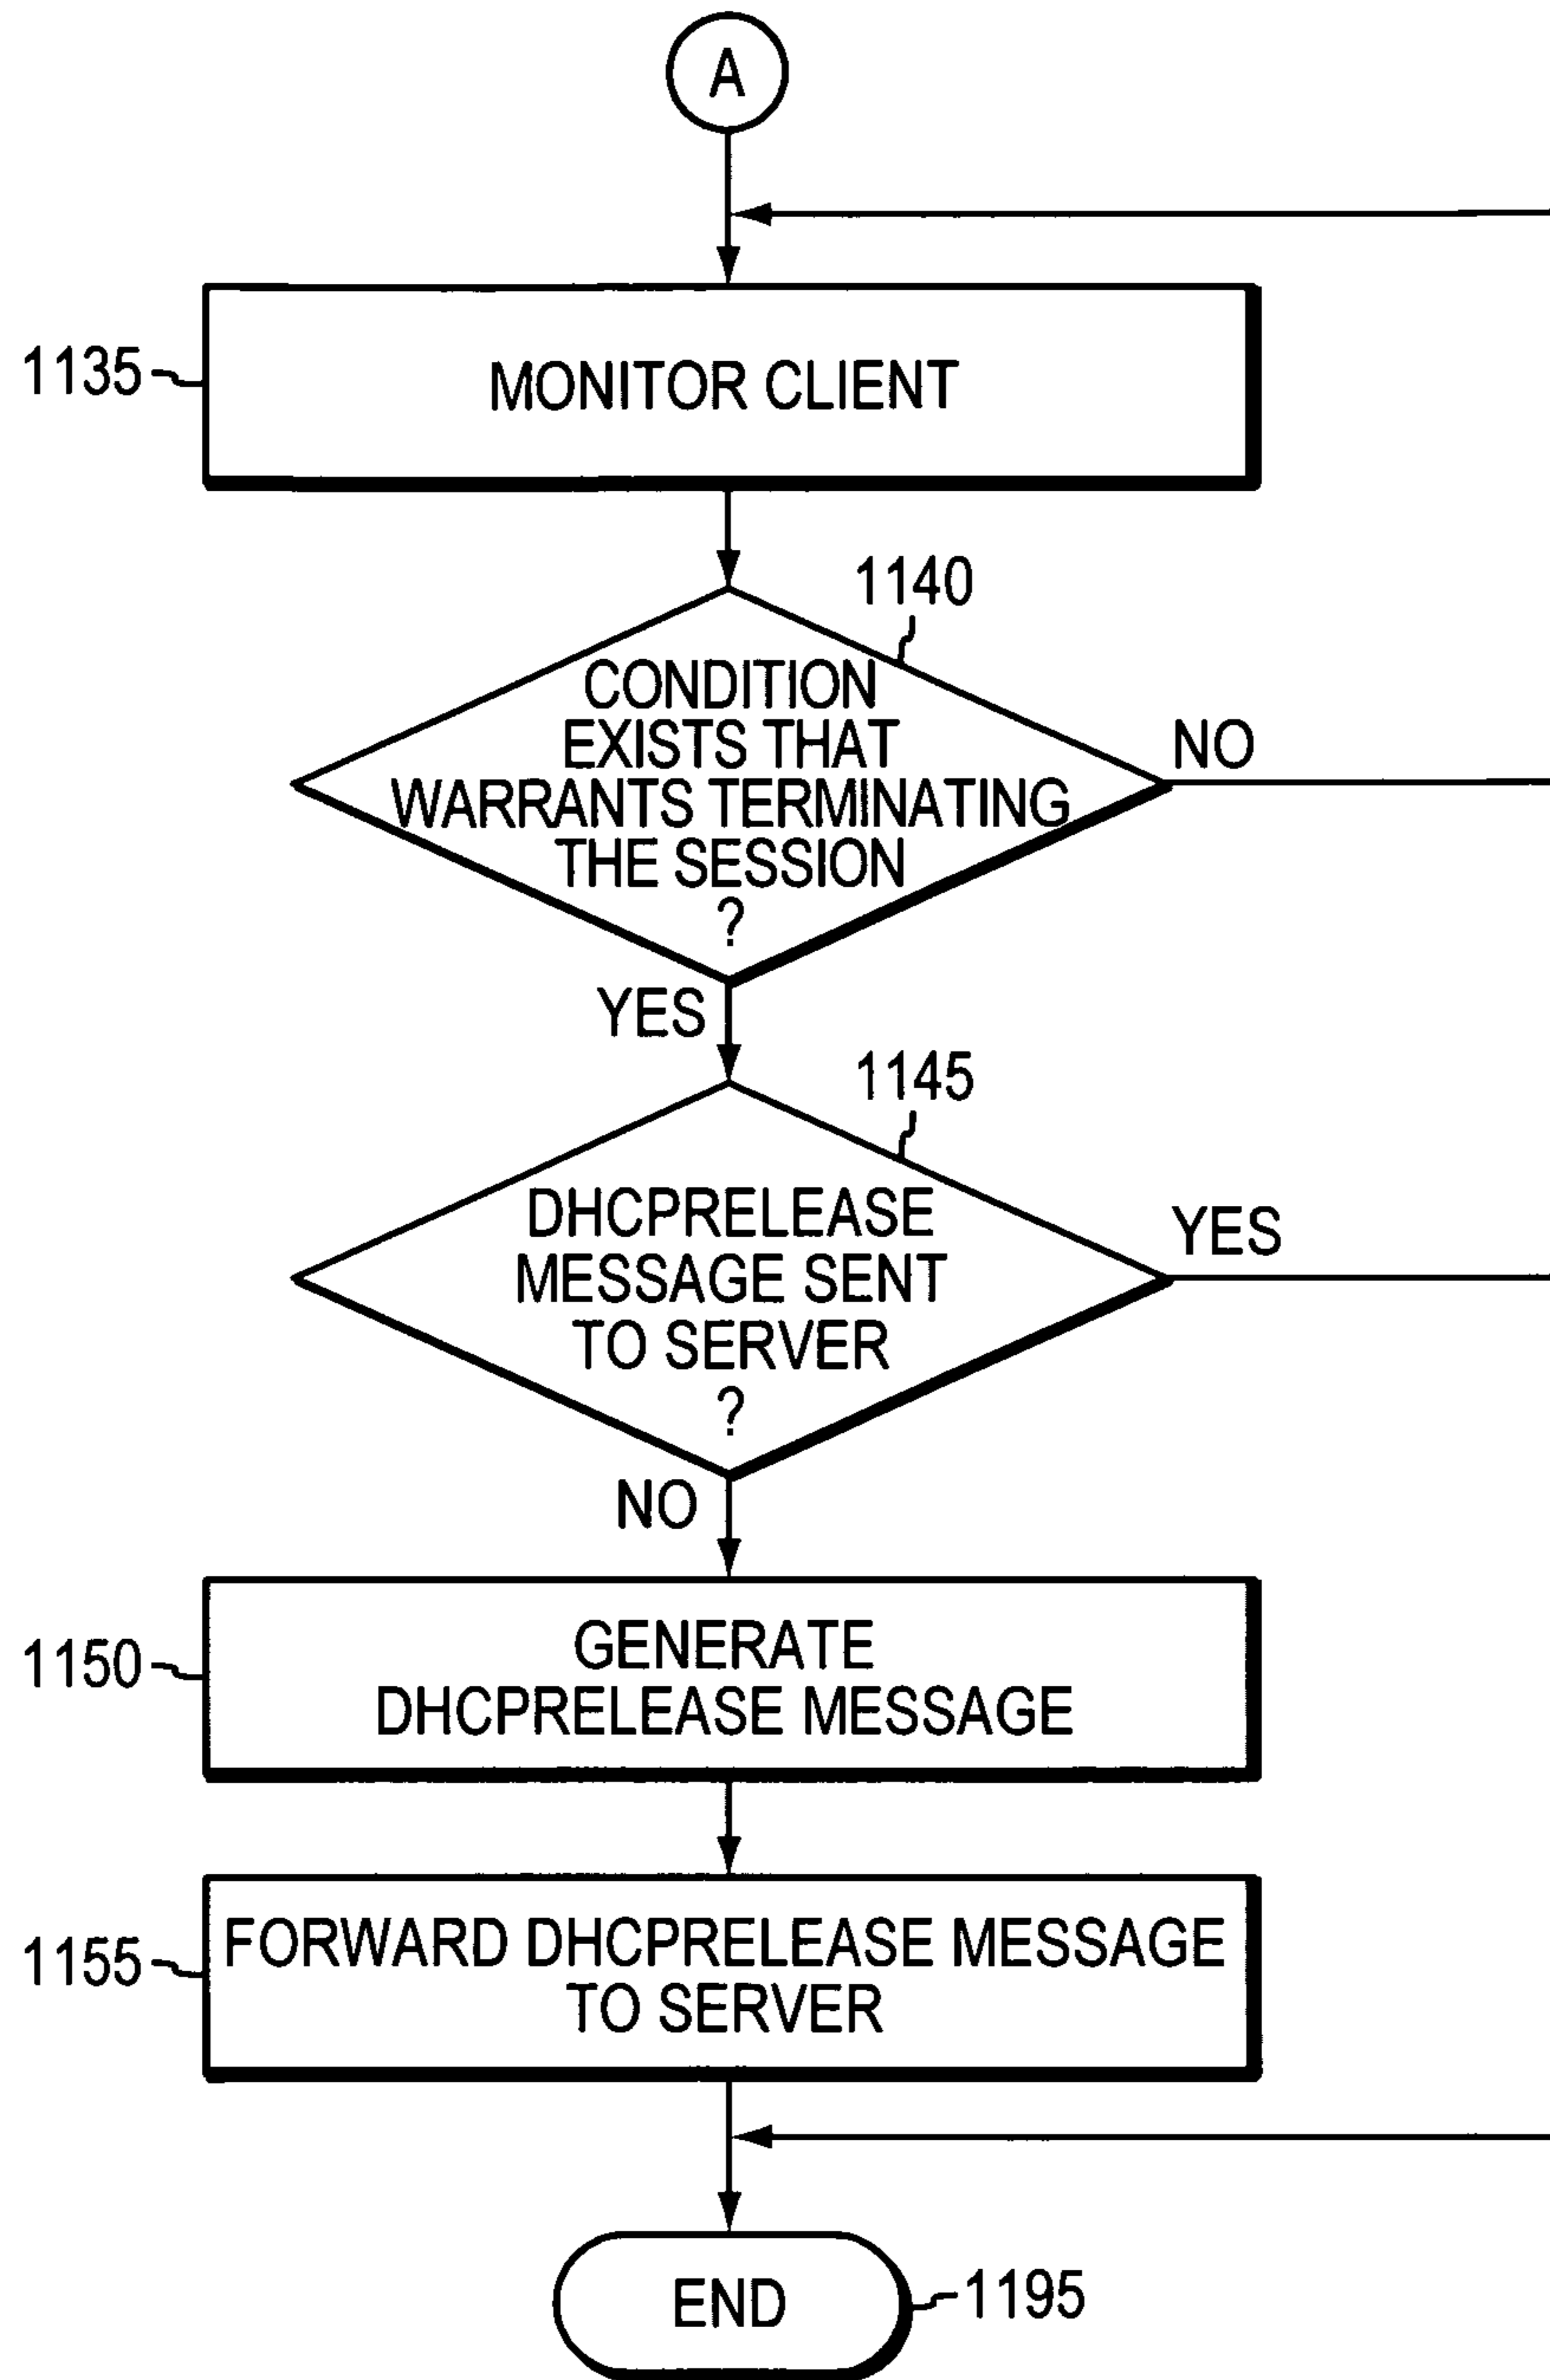 A
1135
MONITOR CLIENT
1140
CONDITION
EXISTS THAT
WARRANTS TERMINATING
THE SESSION
?
NO
YES
1145
DHCPRELEASE
MESSAGE SENT
TO SERVER
?
YES
NO
1150
GENERATE
DHCPRELEASE MESSAGE
1155
FORWARD DHCPRELEASE MESSAGE
TO SERVER
END
1195